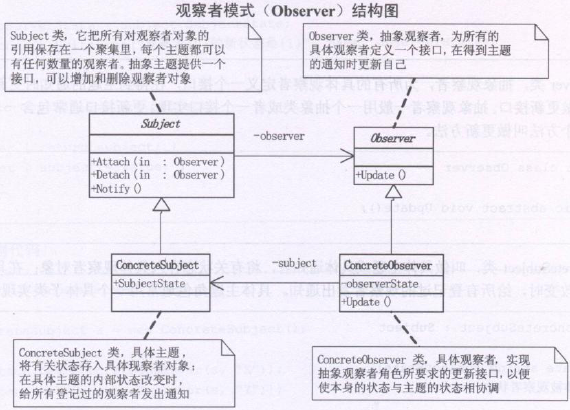 观察者模式（Observer）结构图
Subject 类，它把所有对观察者对象的
引用保存在一个聚集里，每个主题都可以
有任何数量的观察者。抽象主题提供一个
接口，可以增加和删除观察者对象
Observer 类，抽象观察者，为所有的
具体观察者定义一个接口，在得到主题
的通知时更新自己
Subject
+Attach(in : Observer)
+Detach(in : Observer)
+Notify()
-observer
Observer
+Update()
ConcreteSubject
+SubjectState
-subject
ConcreteObserver
observerState
+Update()
ConcreteSubject 类，具体主题，
将有关状态存入具体现察者对象；
在具体主题的内部状态改变时，
给所有登记过的观察者发出通知
ConcreteObserver 类，具体观察者，实现
抽象观察者角色所要求的更新接口，以便
使本身的状态与主题的状态相协调